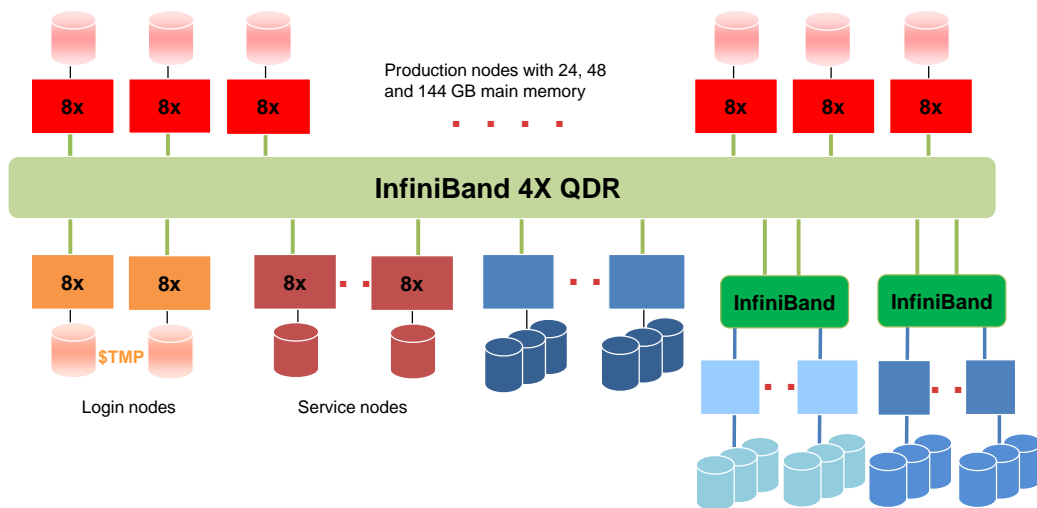 Production nodes with 24, 48
and 144 GB main memory
8x
8x
8x
8x
8x
8x
InfiniBand 4X QDR
8x
8x
8x
8x
InfiniBand
InfiniBand
$TMP
Login nodes
Service nodes